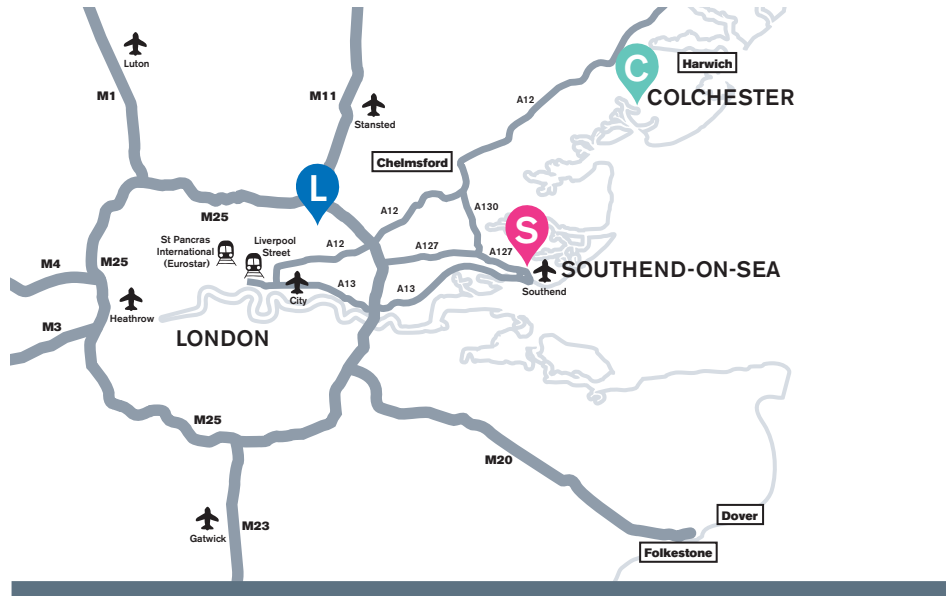 Luton
M1
M11
Stansted
C
Harwich
COLCHESTER
A12
Chelmsford
L
M25
A12
A130
S
St Pancras
International
(Eurostar)
Liverpool
Street
A12
A127
A127
M4
M25
SOUTHEND-ON-SEA
Southend
City
A13
A13
Heathrow
M3
LONDON
M25
M20
Gatwick
M23
Dover
Folkestone